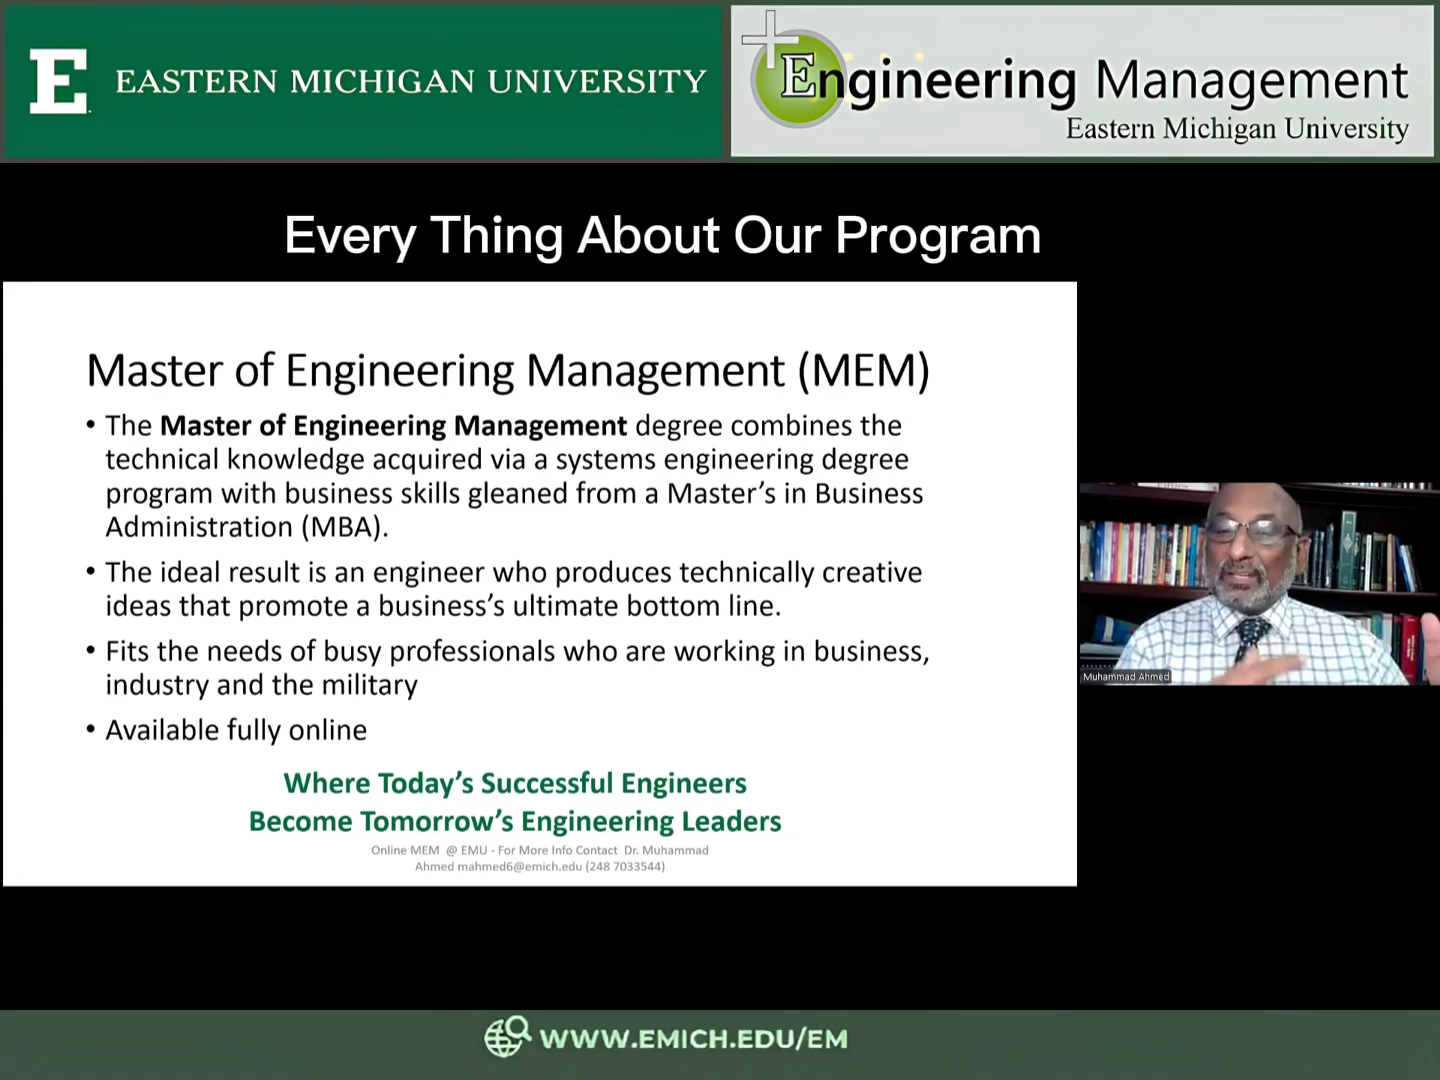 E
EASTERN MICHIGAN UNIVERSITY
Engineering Management
Eastern Michigan University
Every Thing About Our Program
Master of Engineering Management (MEM)
• The Master of Engineering Management degree combines the
technical knowledge acquired via a systems engineering degree
program with business skills gleaned from a Master's in Business
Administration (MBA).
• The ideal result is an engineer who produces technically creative
ideas that promote a business's ultimate bottom line.
• Fits the needs of busy professionals who are working in business,
industry and the military
• Available fully online
Where Today's Successful Engineers
Become Tomorrow's Engineering Leaders
Online MEM @ EMU - For More Info Contact Dr. Muhammad
Ahmed mahmed6@emich.edu (248 7033544)
Muhammad Ahmed
WWW.EMICH.EDU/EM